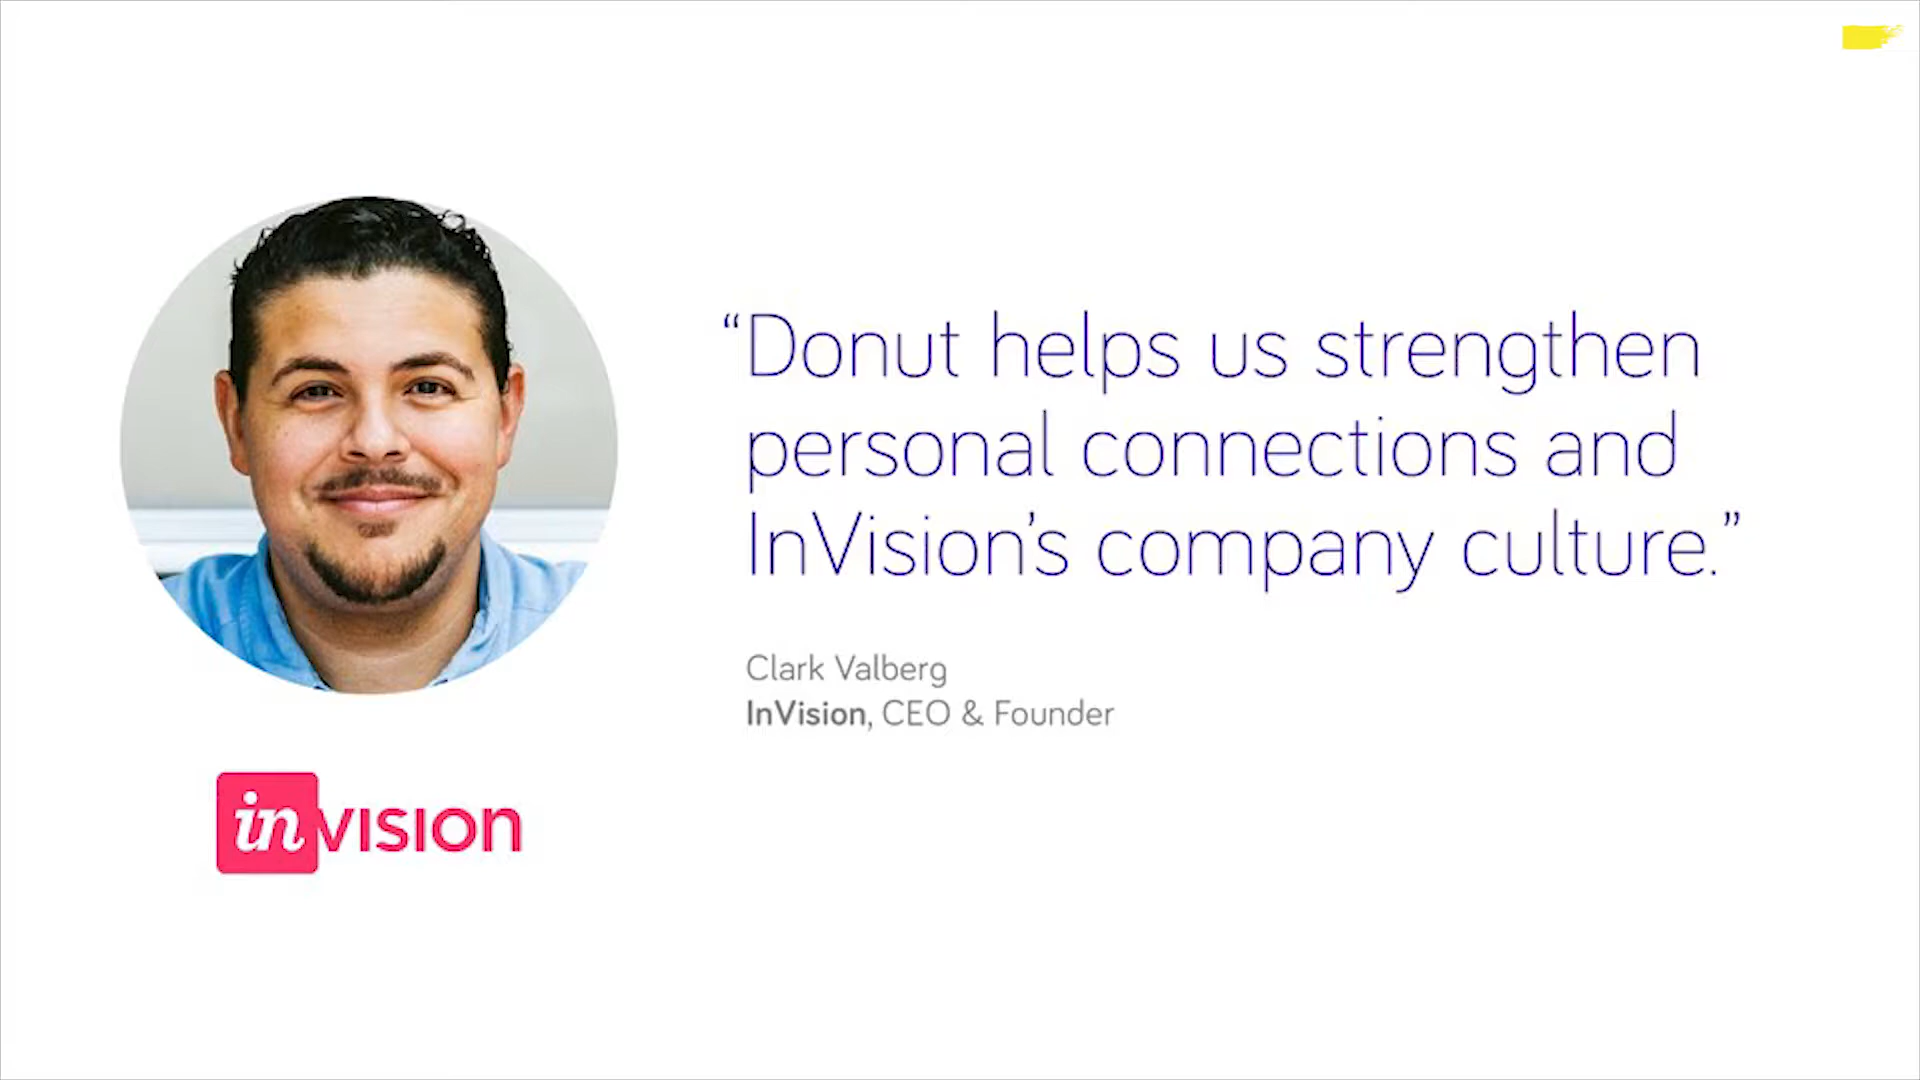 “Donut helps us strengthen
personal connections and
InVision’s company culture.”
Clark Valberg
InVision, CEO & Founder
invision